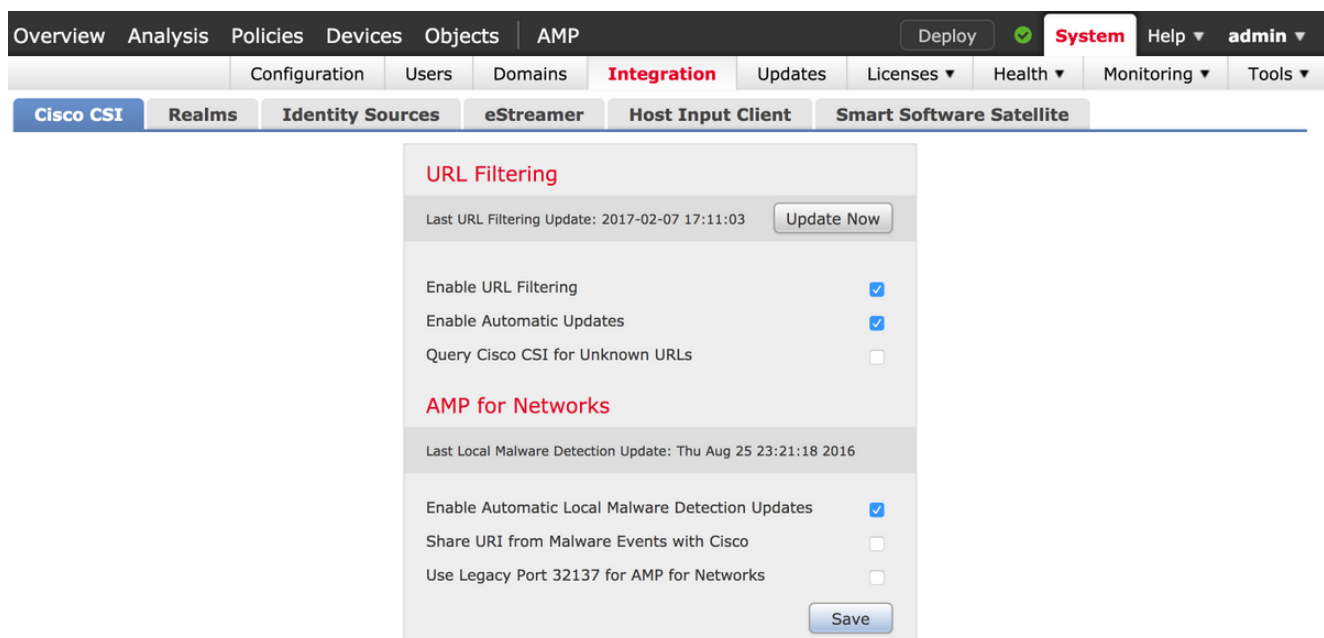 Overview Analysis Policies Devices Objects AMP Deploy System Help ▼ admin ▼
Configuration Users Domains Integration Updates Licenses ▼ Health ▼ Monitoring ▼ Tools ▼
Cisco CSI Realms Identity Sources eStreamer Host Input Client Smart Software Satellite
URL Filtering
Last URL Filtering Update: 2017-02-07 17:11:03 Update Now
Enable URL Filtering
Enable Automatic Updates
Query Cisco CSI for Unknown URLs
AMP for Networks
Last Local Malware Detection Update: Thu Aug 25 23:21:18 2016
Enable Automatic Local Malware Detection Updates
Share URI from Malware Events with Cisco
Use Legacy Port 32137 for AMP for Networks
Save